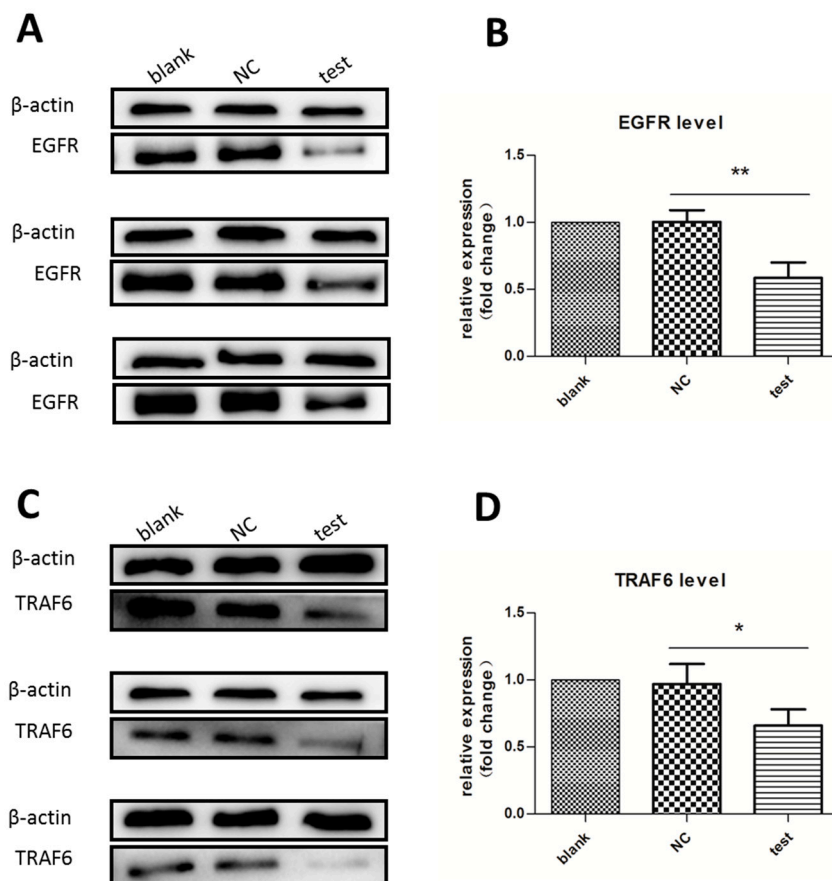 A
blank NC test
β-actin
EGFR
β-actin
EGFR
β-actin
EGFR
B
EGFR level
relative expression
(fold change)
1.5
**
1.0
0.5
0.0
blank NC test
C
blank NC test
β-actin
TRAF6
β-actin
TRAF6
β-actin
TRAF6
D
TRAF6 level
relative expression
(fold change)
1.5
*
1.0
0.5
0.0
blank NC test